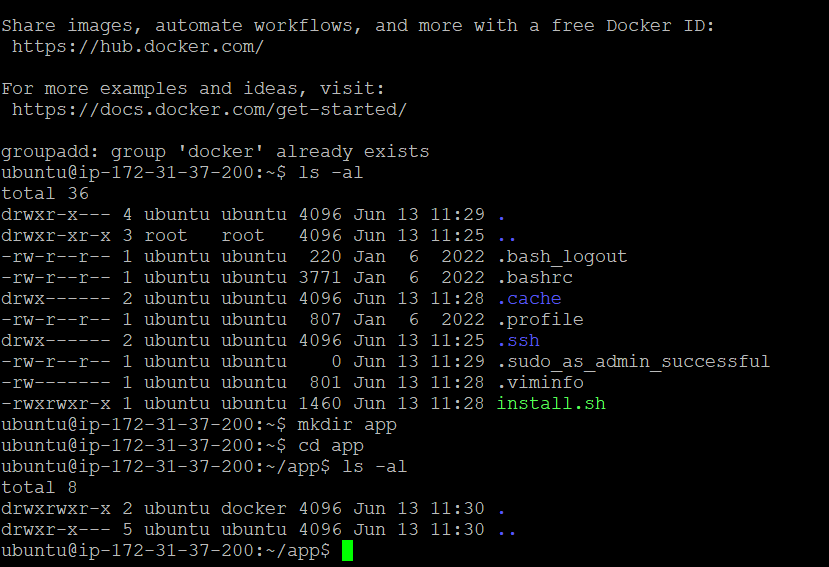 Share images, automate workflows, and more with a free Docker ID:
 https://hub.docker.com/

For more examples and ideas, visit:
 https://docs.docker.com/get-started/

groupadd: group 'docker' already exists
ubuntu@ip-172-31-37-200:~$ ls -al
total 36
drwxr-x--- 4 ubuntu ubuntu 4096 Jun 13 11:29 .
drwxr-xr-x 3 root   root   4096 Jun 13 11:25 ..
-rw-r--r-- 1 ubuntu ubuntu  220 Jan  6  2022 .bash_logout
-rw-r--r-- 1 ubuntu ubuntu 3771 Jan  6  2022 .bashrc
drwx------ 2 ubuntu ubuntu 4096 Jun 13 11:28 .cache
-rw-r--r-- 1 ubuntu ubuntu  807 Jan  6  2022 .profile
drwx------ 2 ubuntu ubuntu 4096 Jun 13 11:25 .ssh
-rw-r--r-- 1 ubuntu ubuntu    0 Jun 13 11:29 .sudo_as_admin_successful
-rw------- 1 ubuntu ubuntu  801 Jun 13 11:28 .viminfo
-rwxrwxr-x 1 ubuntu ubuntu 1460 Jun 13 11:28 install.sh
ubuntu@ip-172-31-37-200:~$ mkdir app
ubuntu@ip-172-31-37-200:~$ cd app
ubuntu@ip-172-31-37-200:~/app$ ls -al
total 8
drwxrwxr-x 2 ubuntu docker 4096 Jun 13 11:30 .
drwxr-x--- 5 ubuntu ubuntu 4096 Jun 13 11:30 ..
ubuntu@ip-172-31-37-200:~/app$